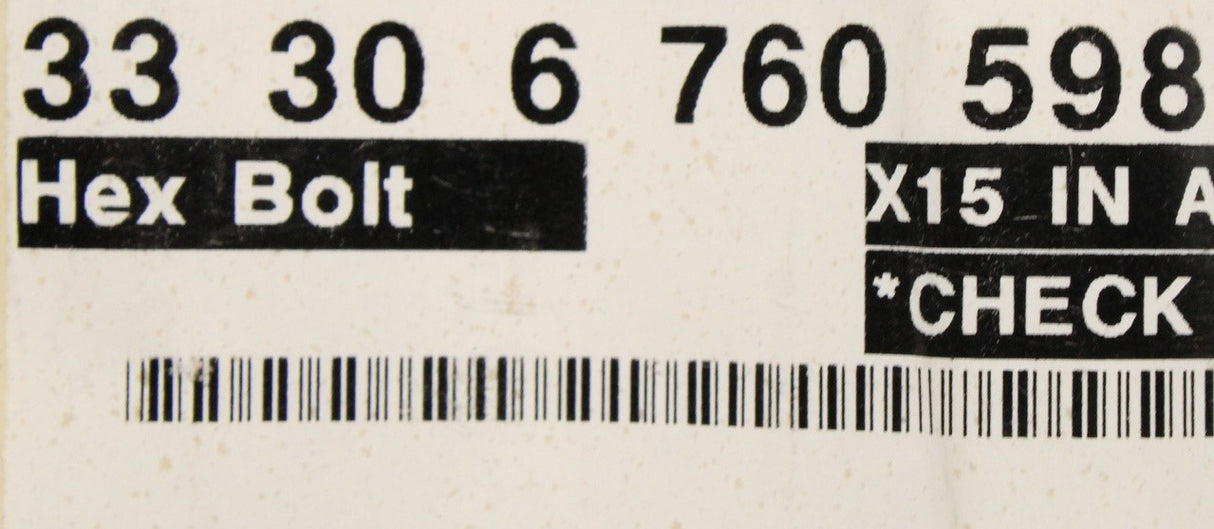 33 30 6 760 598
Hex Bolt
X15 IN A
*CHECK